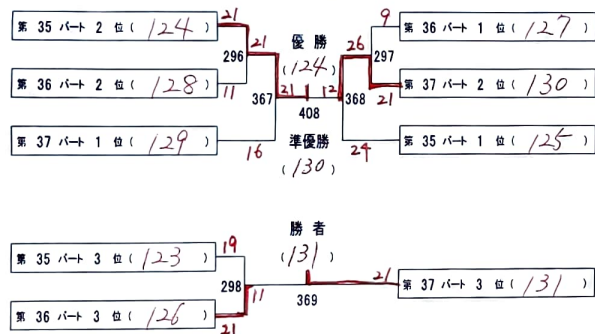 21
9
第 35 パート 2 位 ( 124 )
21
優 勝
26
第 36 パート 1 位 ( 127 )
296
( 124 )
297
第 36 パート 2 位 ( 128 )
11
367
21
12
368
21
第 37 パート 2 位 ( 130 )
408
第 37 パート 1 位 ( 129 )
16
準優勝
24
第 35 パート 1 位 ( 125 )
( 130 )
勝 者
第 35 パート 3 位 ( 123 )
19
( 131 )
298
11
21
第 37 パート 3 位 ( 131 )
369
第 36 パート 3 位 ( 126 )
21